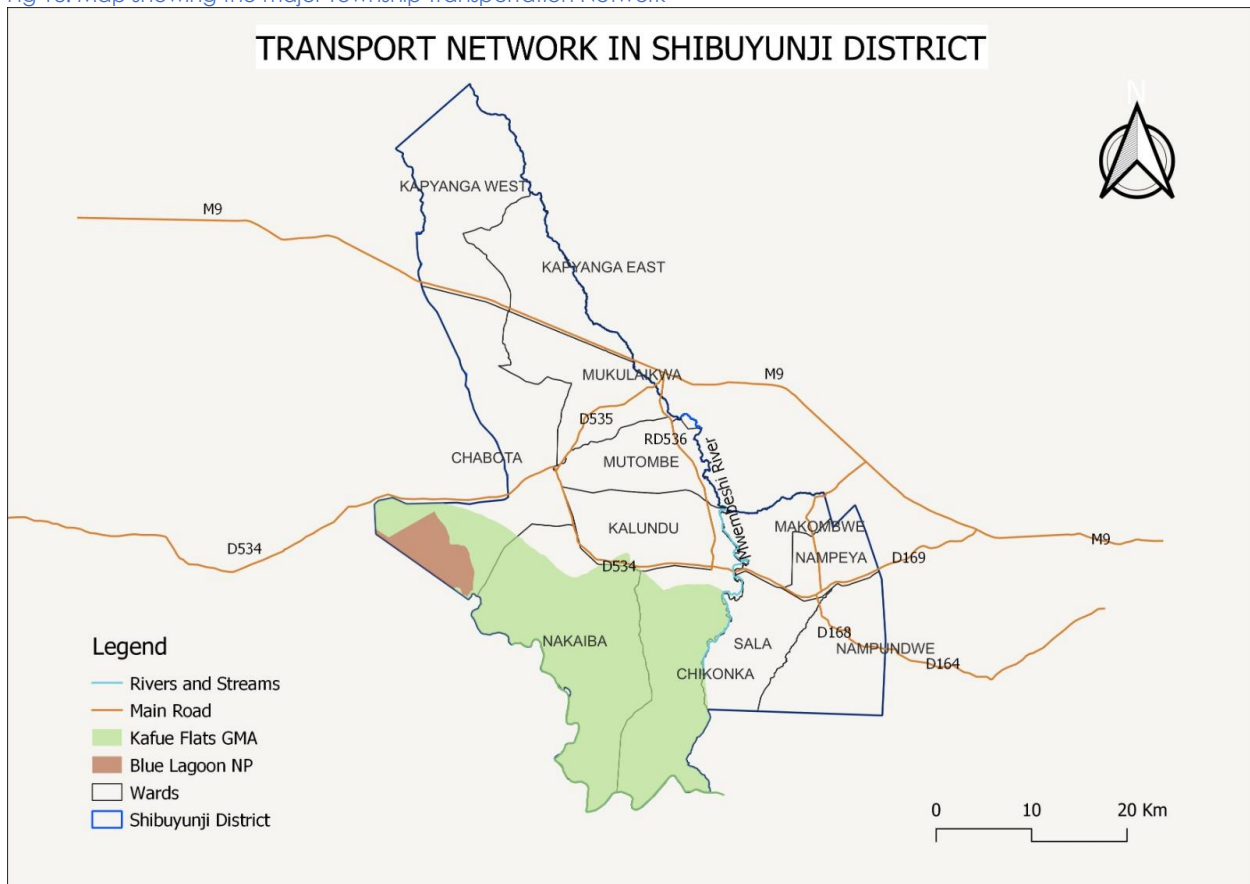 TRANSPORT NETWORK IN SHIBUYUNJI DISTRICT
N
KAPYANGA WEST
M9
KAPYANGA EAST
MUKULAIKWA
M9
D535
RD536
CHABOTA
MUTOMBE
Mwembeshi River
KALUNDU
MAKOMBWE
NAMPEYA
M9
D534
D534
D169
NAKAIBA
SALA
D168
NAMPUNDWE
CHIKONKA
D164
Legend
Rivers and Streams
Main Road
Kafue Flats GMA
Blue Lagoon NP
Wards
Shibuyunji District
0 10 20 Km